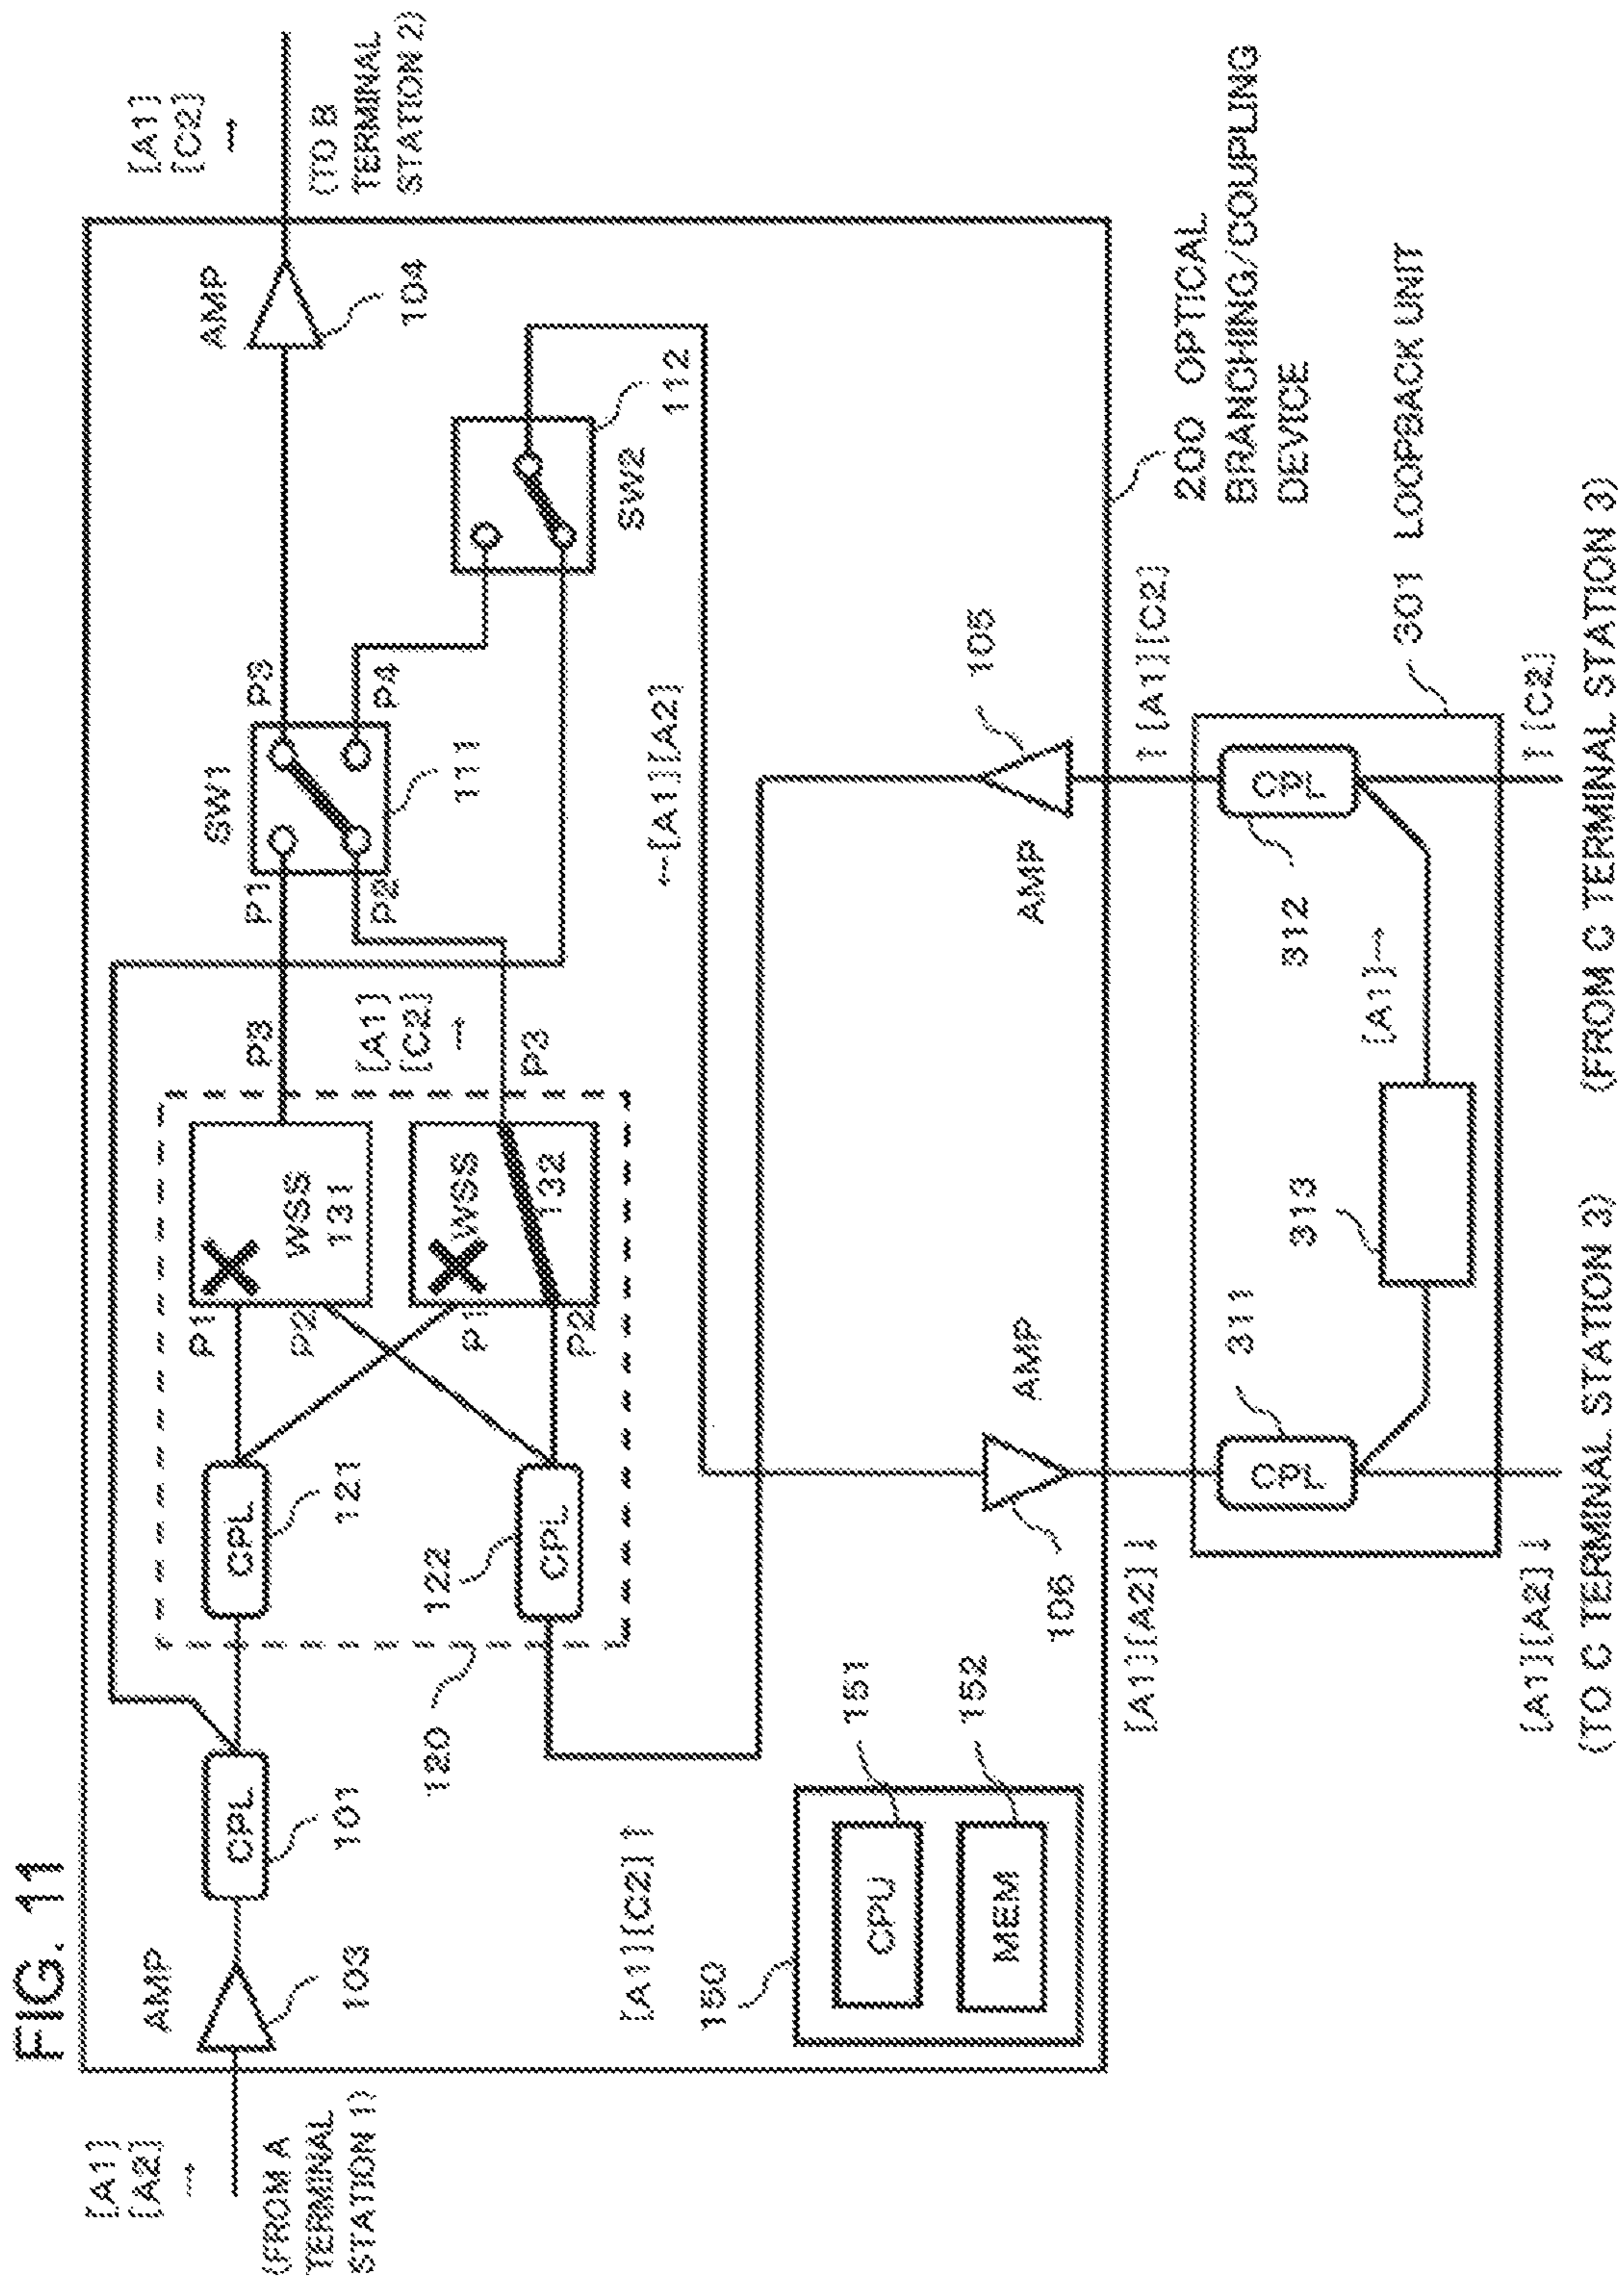 FIG. 11
[A1]
[A2]
→
(FROM A
TERMINAL
STATION 1)
AMP
103
CPL
101
120
CPL
121
CPL
122
P1
P2
WSS
131
P1
P2
WSS
132
P3
P3
[A1]
[C2]
→
SW1
P1
P2
P3
P4
111
SW2
112
AMP
104
[A1]
[C2]
→
(TO B
TERMINAL
STATION 2)
←[A1][A2]
[A1][C2]↑
150
CPU
151
MEM
152
AMP
106
AMP
105
200 OPTICAL
BRANCHING/COUPLING
DEVICE
[A1][A2]↓
↑[A1][C2]
301 LOOPBACK UNIT
CPL
311
313
[A1]→
CPL
312
[A1][A2]↓
(TO C TERMINAL STATION 3)
↑[C2]
(FROM C TERMINAL STATION 3)